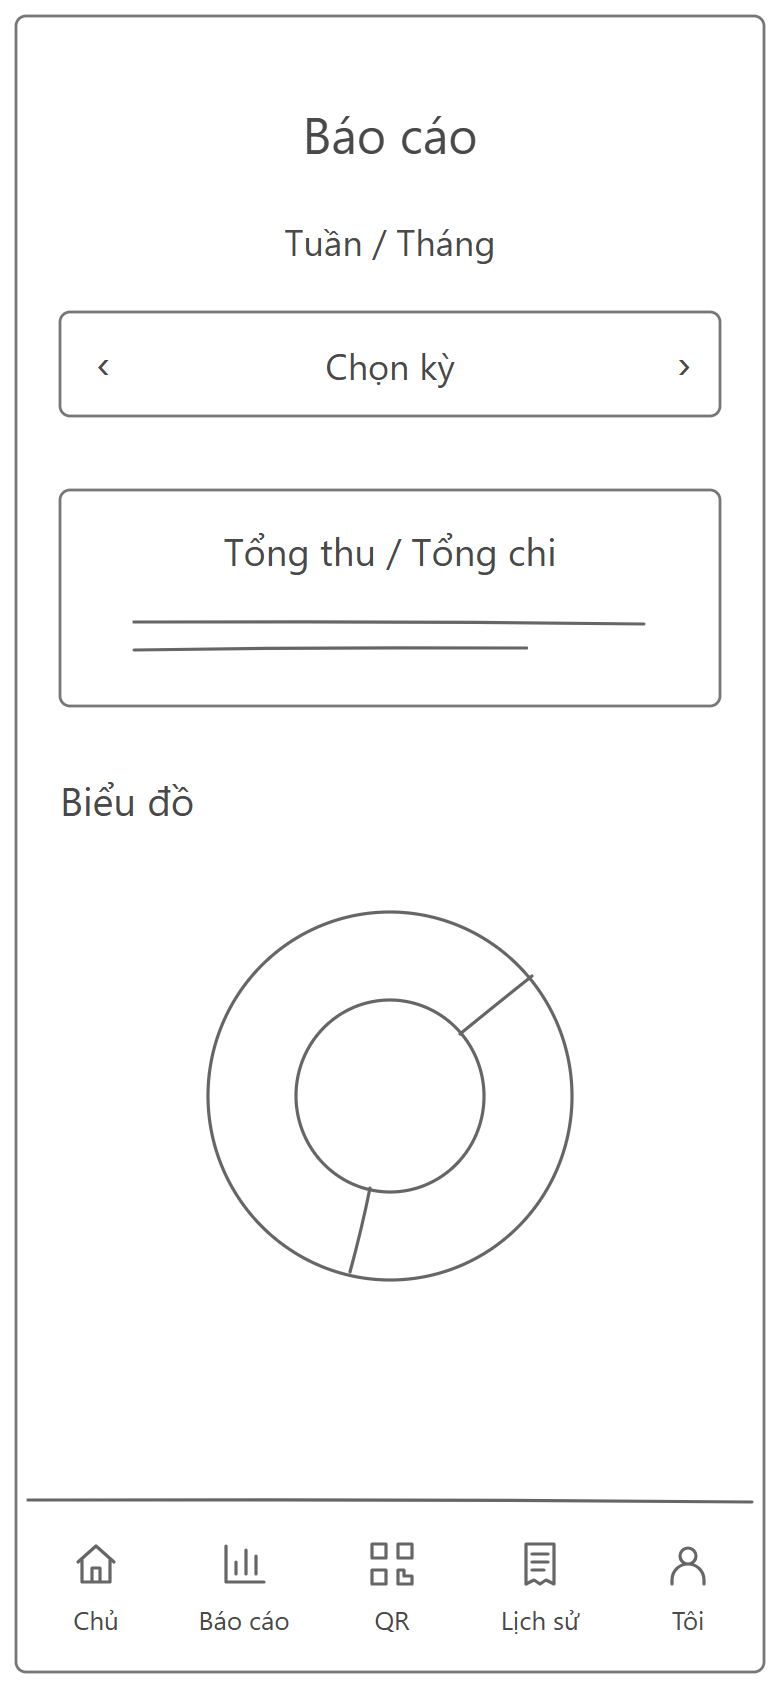 Báo cáo
Tuần / Tháng
‹ Chọn kỳ ›
Tổng thu / Tổng chi
Biểu đồ
Chủ Báo cáo QR Lịch sử Tôi